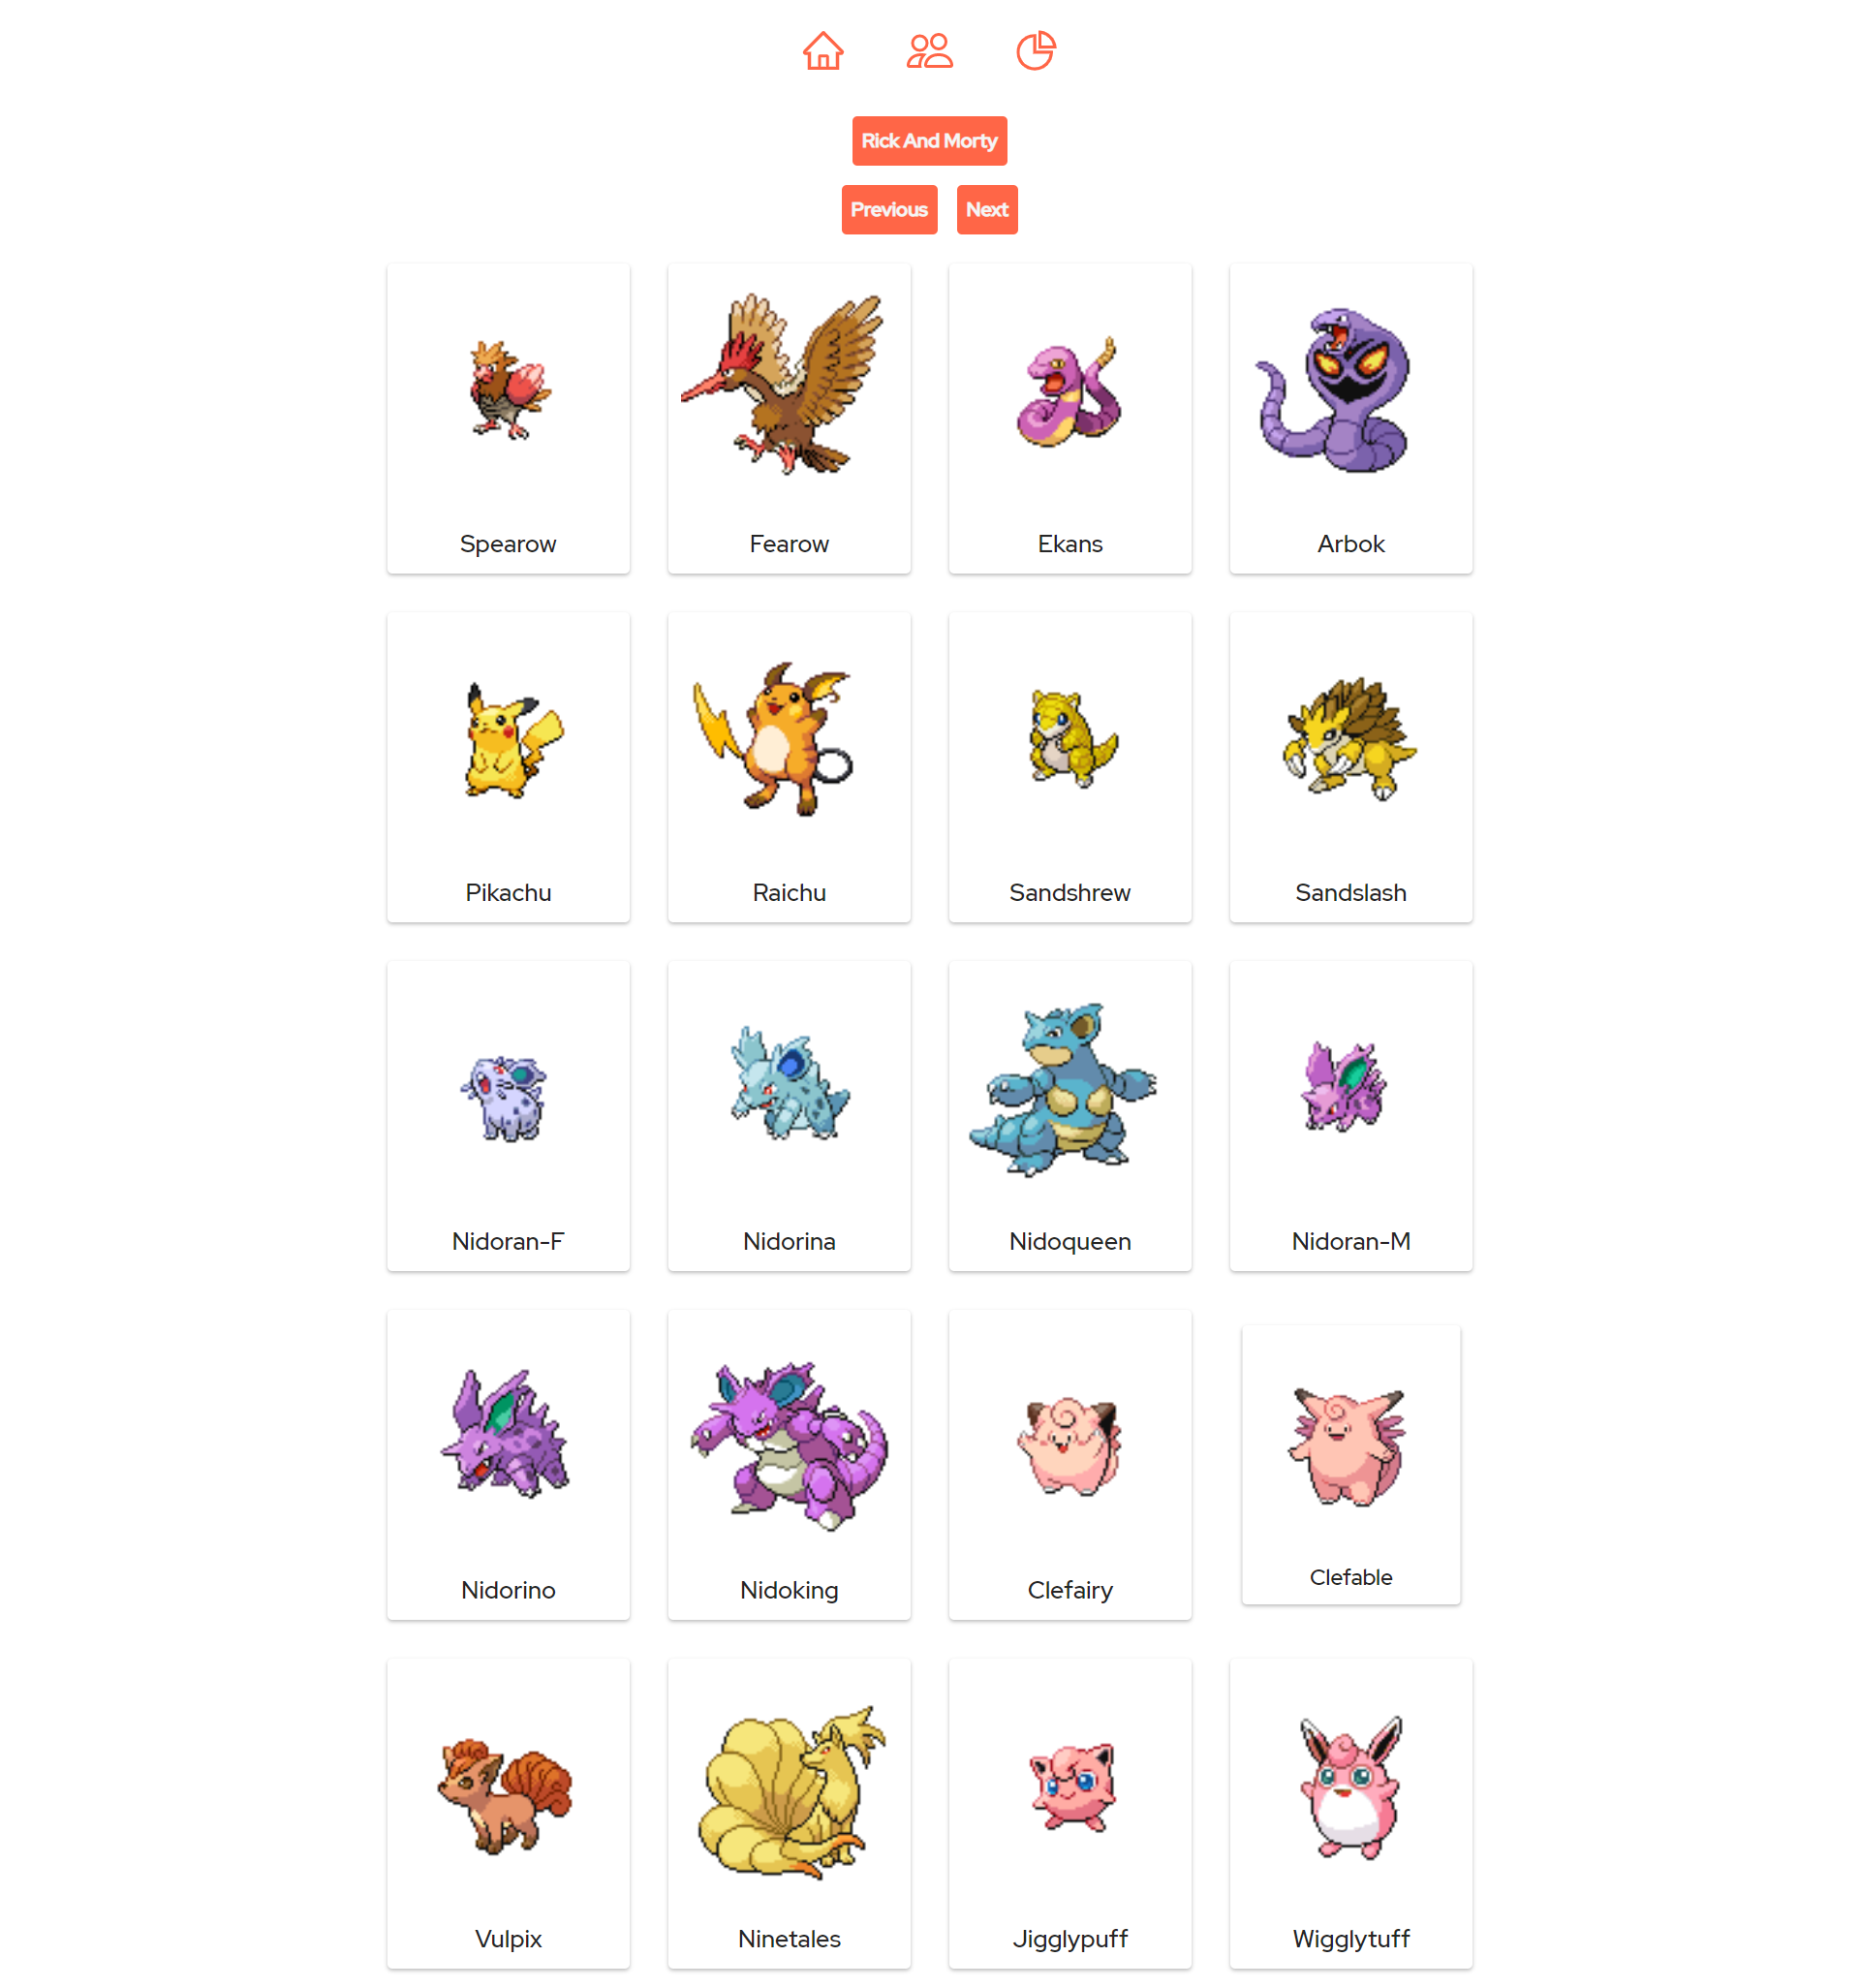 Rick And Morty
Previous Next
Spearow Fearow Ekans Arbok
Pikachu Raichu Sandshrew Sandslash
Nidoran-F Nidorina Nidoqueen Nidoran-M
Nidorino Nidoking Clefairy Clefable
Vulpix Ninetales Jigglypuff Wigglytuff